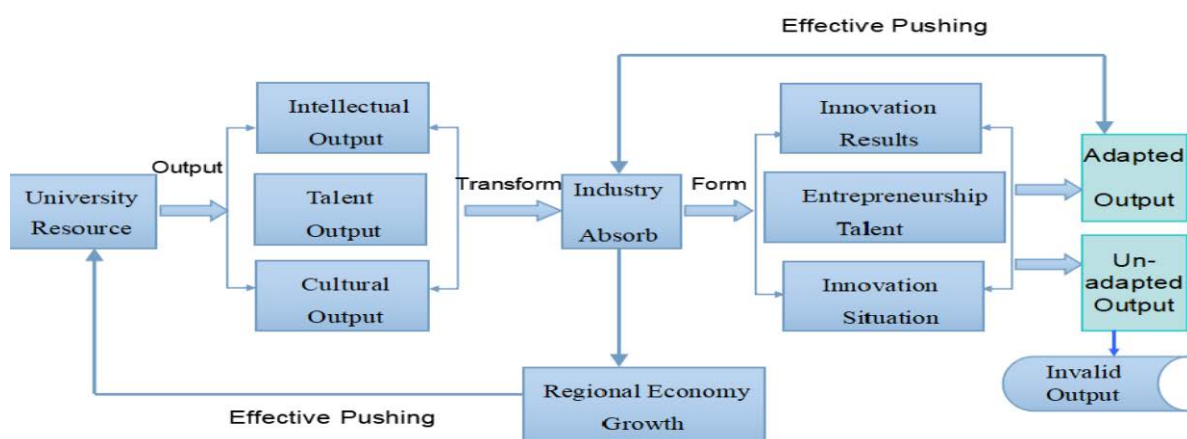 Effective Pushing
Intellectual
Output
Innovation
Results
Output
Transform
Form
Adapted
Output
University
Resource
Talent
Output
Industry
Absorb
Entrepreneurship
Talent
Un-
adapted
Output
Cultural
Output
Innovation
Situation
Regional Economy
Growth
Invalid
Output
Effective Pushing